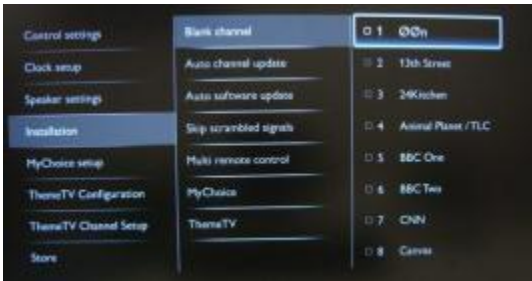 Control settings
Clock setup
Speaker settings
Installation
MyChoice setup
ThemeTV Configuration
ThemeTV Channel Setup
Store
Blank channel
Auto channel update
Auto software update
Skip scrambled signals
Multi remote control
MyChoice
ThemeTV
1 ØØn
2 13th Street
3 24Kitchen
4 Animal Planet / TLC
5 BBC One
6 BBC Two
7 CNN
8 Canvas